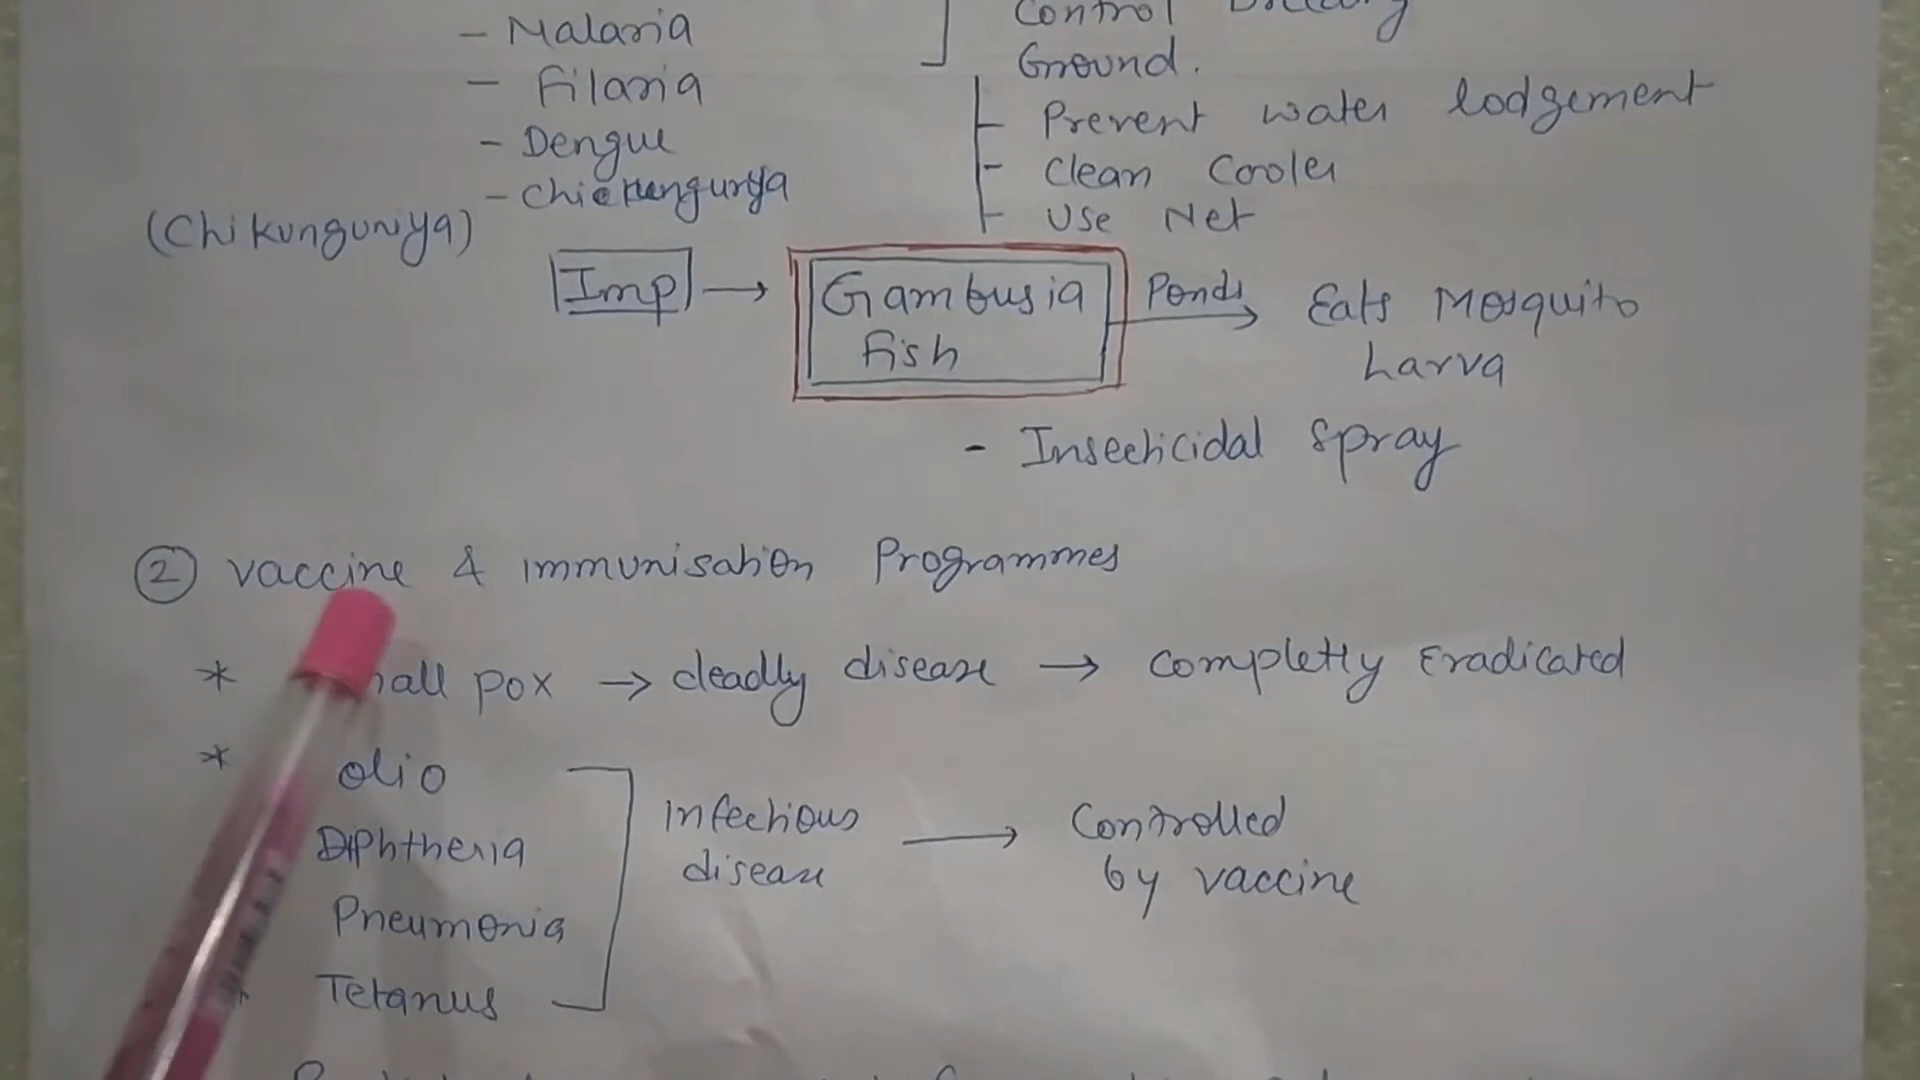 - Malaria
Control
- Filaria
Ground.
- Dengue
- Prevent water lodgement
- Clean Cooler
- Chickengunya
- Use Net
(Chikunguniya)
Imp → Gambusia Fish Ponds → Eats Mosquito
Larva
- Insecticidal Spray
② vaccine & immunisation Programmes
* mall pox → deadly disease → completly Eradicated
* olio
Diphtheria
Infectious disease → Controlled by vaccine
Pneumonia
Tetanus